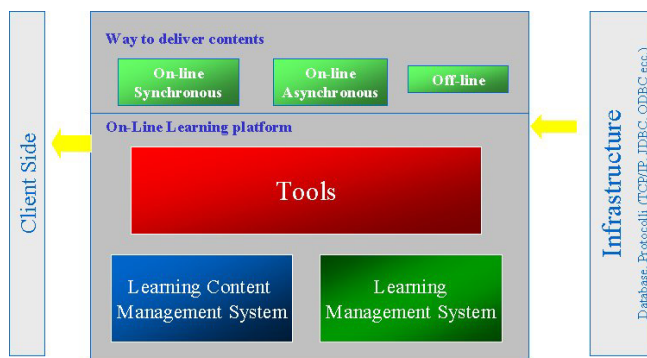 Client Side
Way to deliver contents
On-line
Synchronous
On-line
Asynchronous
Off-line
On-Line Learning platform
Tools
Learning Content
Management System
Learning
Management System
Infrastructure
Database, Protocolli (TCP/IP, JDBC, ODBC ecc.)